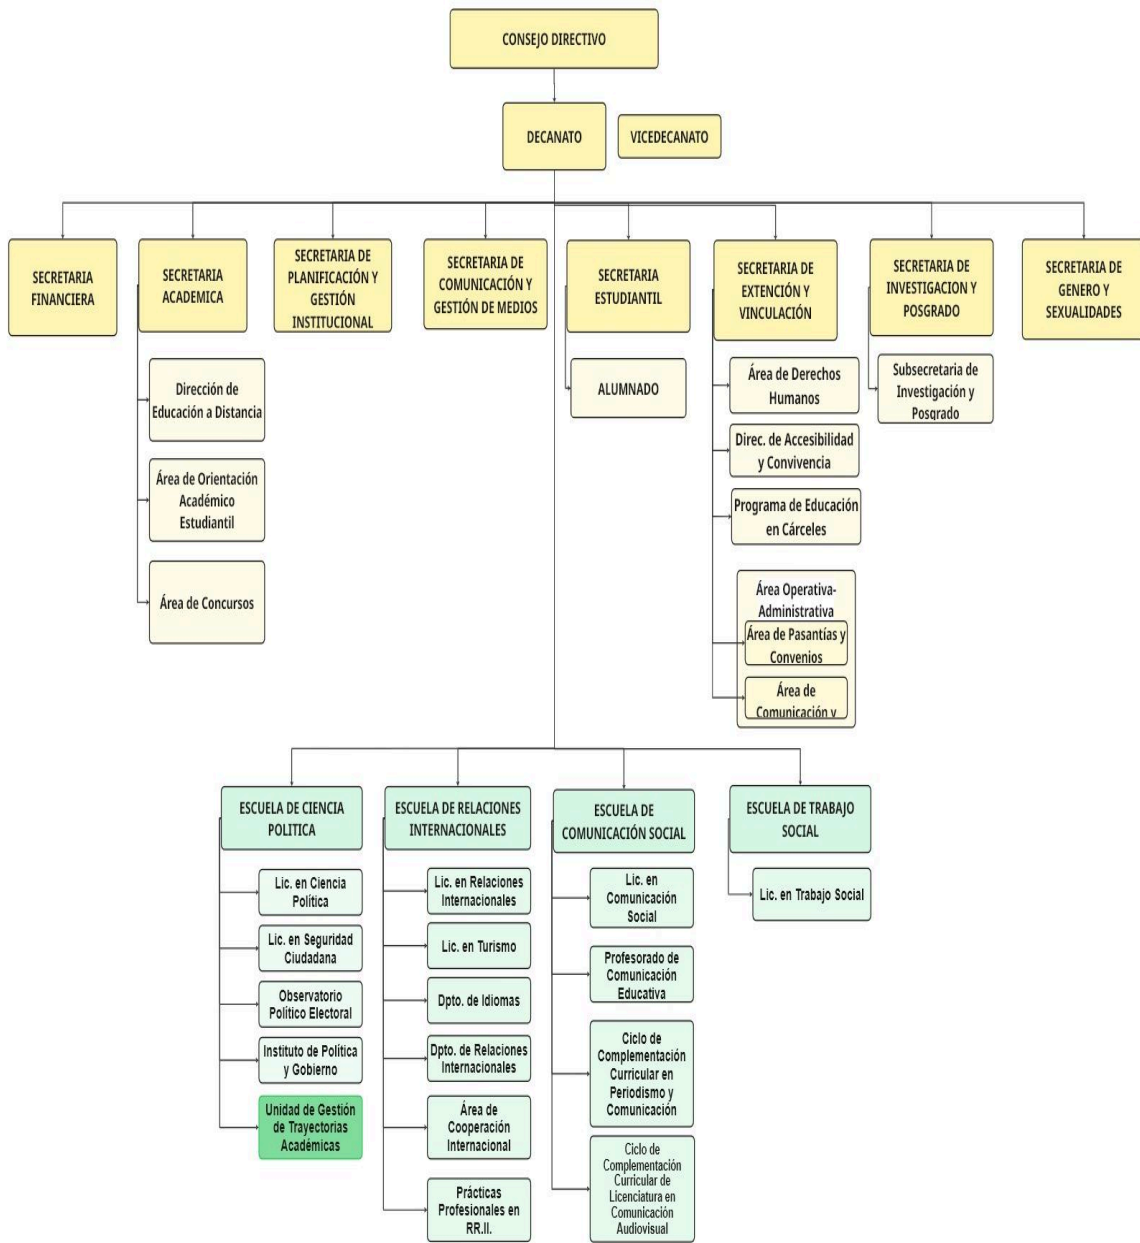 CONSEJO DIRECTIVO
DECANATO
VICEDECANATO
SECRETARIA
FINANCIERA
SECRETARIA
ACADEMICA
SECRETARIA DE
PLANIFICACIÓN Y
GESTIÓN
INSTITUCIONAL
SECRETARIA DE
COMUNICACIÓN Y
GESTIÓN DE MEDIOS
SECRETARIA
ESTUDIANTIL
SECRETARIA DE
EXTENCIÓN Y
VINCULACIÓN
SECRETARIA DE
INVESTIGACION Y
POSGRADO
SECRETARIA DE
GENERO Y
SEXUALIDADES
Dirección de
Educación a Distancia
Área de Orientación
Académico
Estudiantil
Área de Concursos
ALUMNADO
Área de Derechos
Humanos
Direc. de Accesibilidad
y Convivencia
Programa de Educación
en Cárceles
Área Operativa-
Administrativa
Área de Pasantías y
Convenios
Área de
Comunicación y
Subsecretaria de
Investigación y
Posgrado
ESCUELA DE CIENCIA
POLITICA
Lic. en Ciencia
Política
Lic. en Seguridad
Ciudadana
Observatorio
Político Electoral
Instituto de Política
y Gobierno
Unidad de Gestión
de Trayectorias
Académicas
ESCUELA DE RELACIONES
INTERNACIONALES
Lic. en Relaciones
Internacionales
Lic. en Turismo
Dpto. de Idiomas
Dpto. de Relaciones
Internacionales
Área de
Cooperación
Internacional
Prácticas
Profesionales en
RR.II.
ESCUELA DE
COMUNICACIÓN SOCIAL
Lic. en
Comunicación
Social
Profesorado de
Comunicación
Educativa
Ciclo de
Complementación
Curricular en
Periodismo y
Comunicación
Ciclo de
Complementación
Curricular de
Licenciatura en
Comunicación
Audiovisual
ESCUELA DE TRABAJO
SOCIAL
Lic. en Trabajo Social